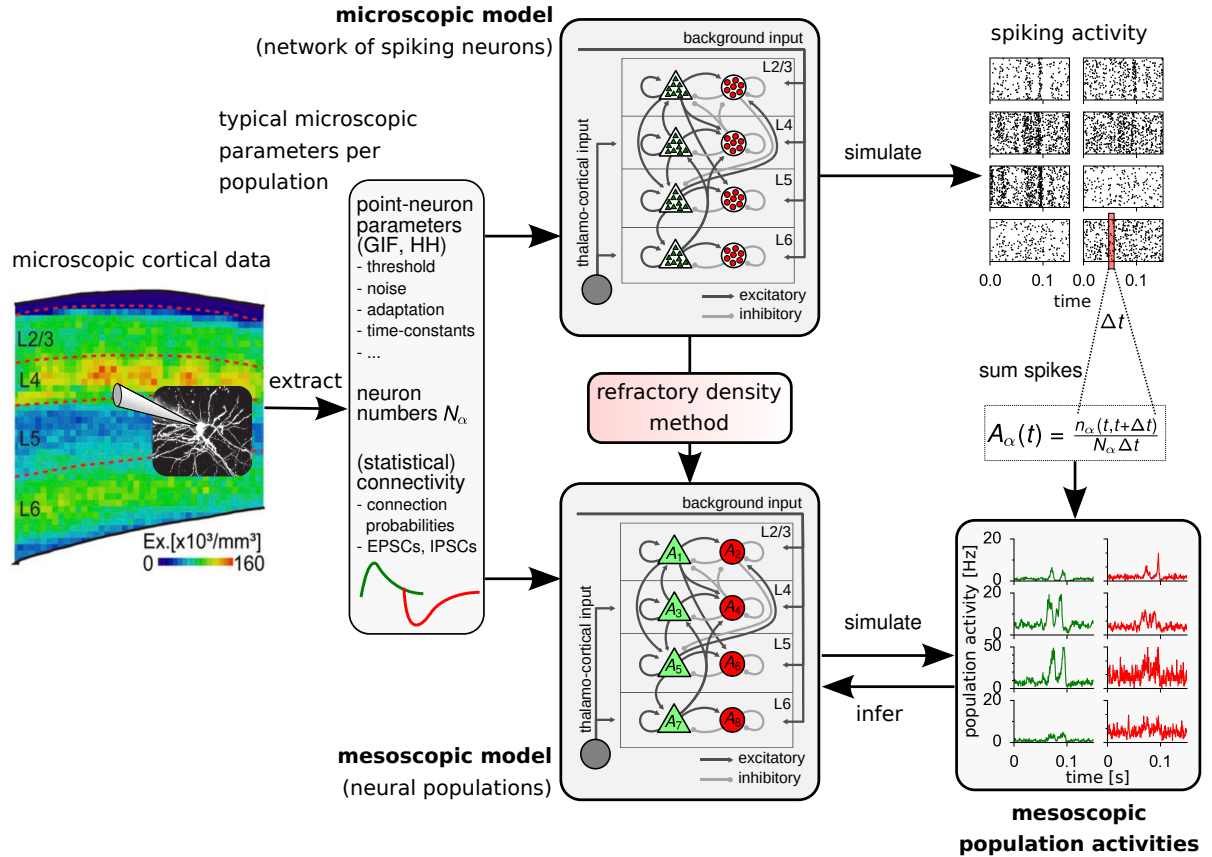 microscopic model
(network of spiking neurons)
background input
L2/3
L4
L5
L6
thalamo-cortical input
excitatory
inhibitory
simulate
spiking activity
0.0 0.1 0.0 0.1
time
Δt
sum spikes
A_α(t) = n_α(t,t+Δt) / N_α Δt
typical microscopic
parameters per
population
microscopic cortical data
L2/3
L4
L5
L6
Ex.[x10³/mm³]
0 160
extract
point-neuron
parameters
(GIF, HH)
- threshold
- noise
- adaptation
- time-constants
- ...
neuron
numbers N_α
(statistical)
connectivity
- connection
probabilities
- EPSCs, IPSCs
refractory density
method
background input
L2/3
A₁ A₂
L4
A₃ A₄
L5
A₅ A₆
L6
A₇ A₈
thalamo-cortical input
excitatory
inhibitory
mesoscopic model
(neural populations)
simulate
infer
population activity [Hz]
20
0
20
0
50
0
20
0
0 0.1 0 0.1
time [s]
mesoscopic
population activities